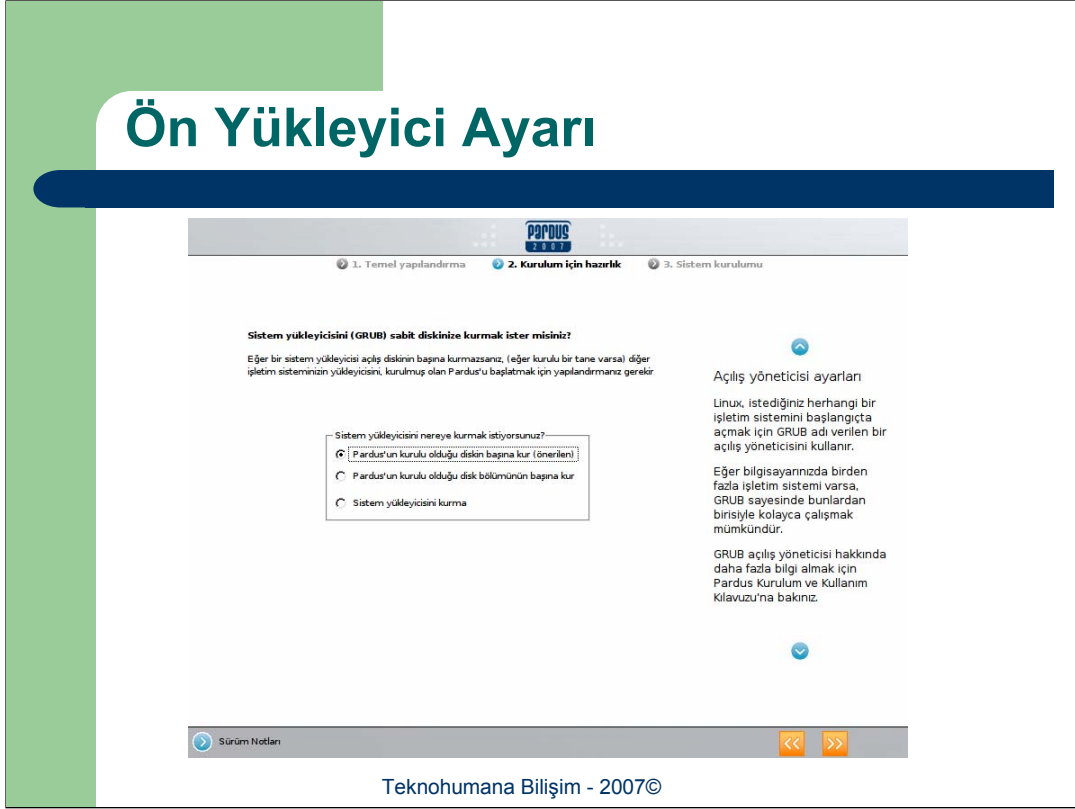 Ön Yükleyici Ayarı
PARDUS
2007
1. Temel yapılandırma
2. Kurulum için hazırlık
3. Sistem kurulumu
Sistem yükleyicisini (GRUB) sabit diskinize kurmak ister misiniz?
Eğer bir sistem yükleyicisi açılış diskinin başına kurmazsanız, (eğer kurulu bir tane varsa) diğer
işletim sisteminizin yükleyicisini, kurulmuş olan Pardus'u başlatmak için yapılandırmanız gerekir
Sistem yükleyicisini nereye kurmak istiyorsunuz?
Pardus'un kurulu olduğu diskin başına kur (önerilen)
Pardus'un kurulu olduğu disk bölümünün başına kur
Sistem yükleyicisini kurma
Açılış yöneticisi ayarları
Linux, istediğiniz herhangi bir
işletim sistemini başlangıçta
açmak için GRUB adı verilen bir
açılış yöneticisini kullanır.
Eğer bilgisayarınızda birden
fazla işletim sistemi varsa,
GRUB sayesinde bunlardan
birisiyle kolayca çalışmak
mümkündür.
GRUB açılış yöneticisi hakkında
daha fazla bilgi almak için
Pardus Kurulum ve Kullanım
Kılavuzu'na bakınız.
Sürüm Notları
<< >>
Teknohumana Bilişim - 2007©